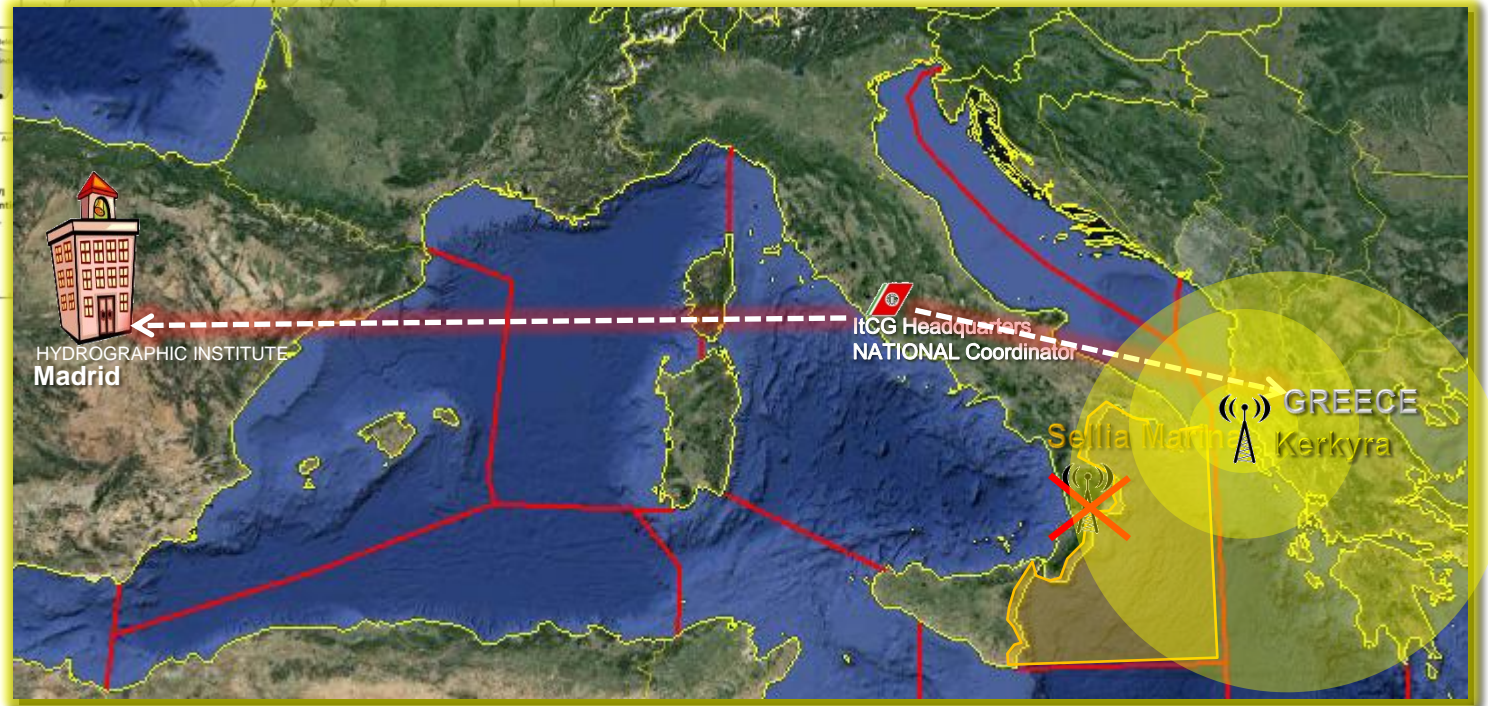 HYDROGRAPHIC INSTITUTE
Madrid
ItCG Headquarters
NATIONAL Coordinator
GREECE
Sellia Marina
Kerkyra